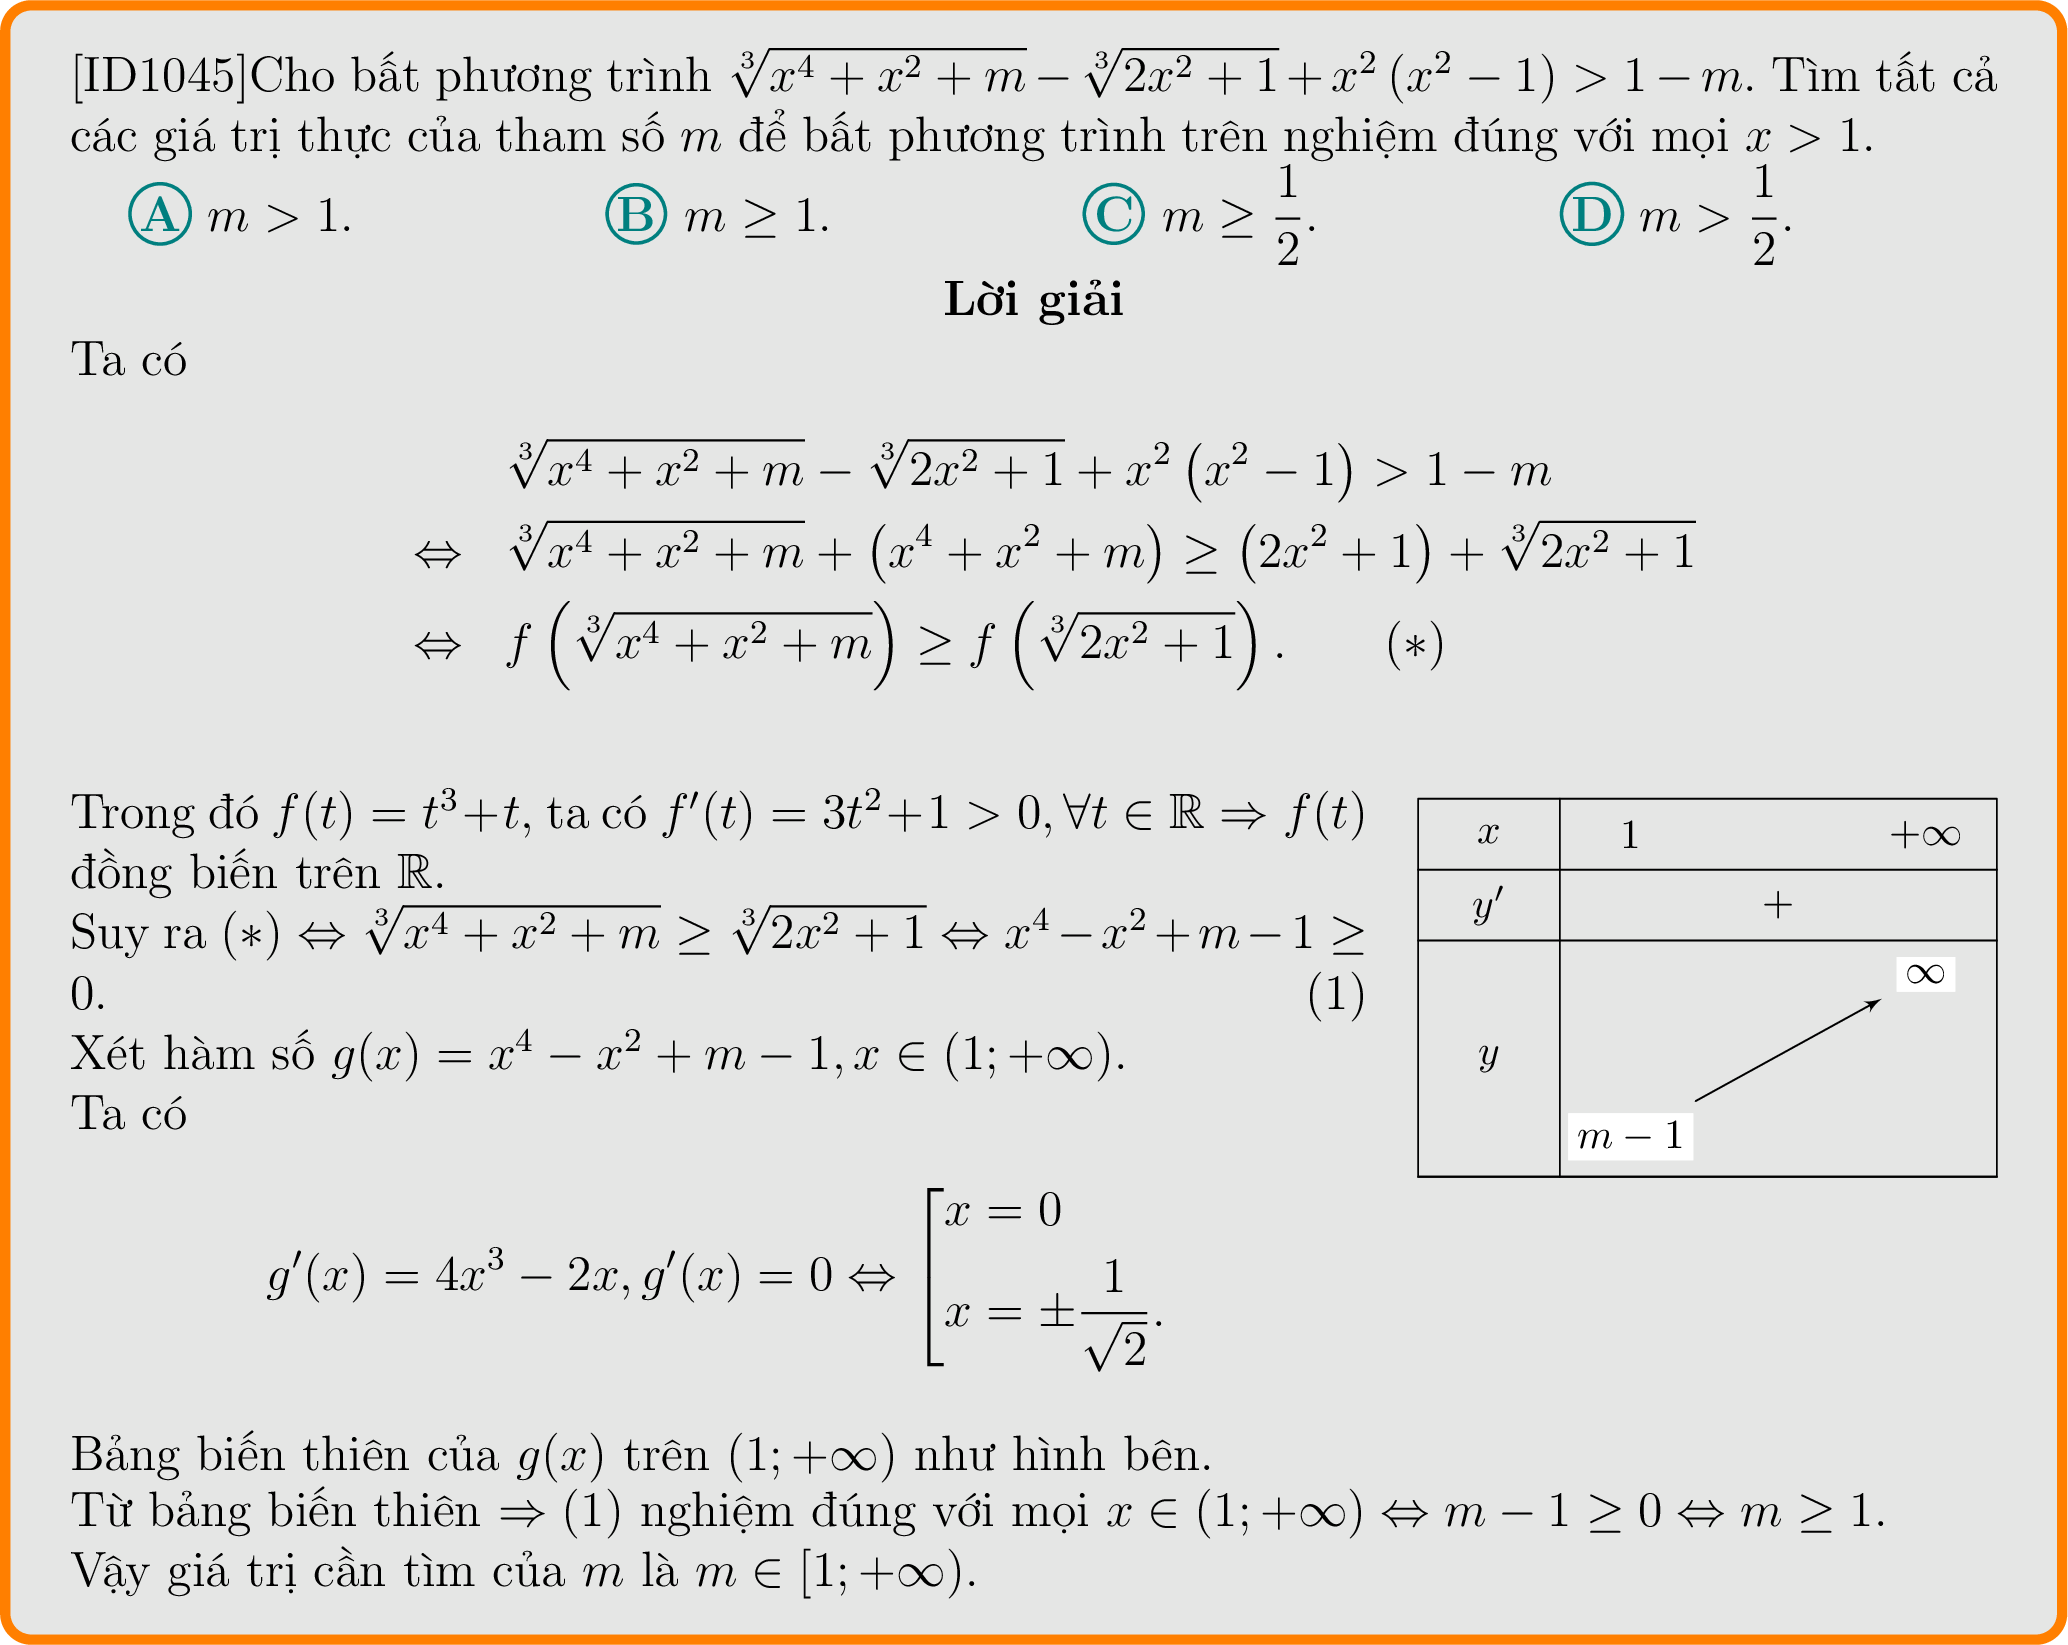 [ID1045]Cho bất phương trình $\sqrt[3]{x^4+x^2+m}-\sqrt[3]{2x^2+1}+x^2\left(x^2-1\right)>1-m$. Tìm tất cả
các giá trị thực của tham số $m$ để bất phương trình trên nghiệm đúng với mọi $x>1$.
A $m>1$. B $m\geq 1$. C $m\geq\dfrac{1}{2}$. D $m>\dfrac{1}{2}$.
Lời giải
Ta có
$\sqrt[3]{x^4+x^2+m}-\sqrt[3]{2x^2+1}+x^2\left(x^2-1\right)>1-m$
$\Leftrightarrow \sqrt[3]{x^4+x^2+m}+\left(x^4+x^2+m\right)\geq\left(2x^2+1\right)+\sqrt[3]{2x^2+1}$
$\Leftrightarrow f\left(\sqrt[3]{x^4+x^2+m}\right)\geq f\left(\sqrt[3]{2x^2+1}\right).$ (∗)
Trong đó $f(t)=t^3+t$, ta có $f'(t)=3t^2+1>0,\forall t\in\mathbb{R}\Rightarrow f(t)$
đồng biến trên $\mathbb{R}$.
Suy ra (∗) $\Leftrightarrow\sqrt[3]{x^4+x^2+m}\geq\sqrt[3]{2x^2+1}\Leftrightarrow x^4-x^2+m-1\geq$
0. (1)
Xét hàm số $g(x)=x^4-x^2+m-1,x\in(1;+\infty)$.
Ta có
$g'(x)=4x^3-2x,g'(x)=0\Leftrightarrow\left[\begin{array}{l}x=0\\x=\pm\dfrac{1}{\sqrt{2}}.\end{array}\right.$
$x$ 1 $+\infty$
$y'$ +
$\infty$
$y$
$m-1$
Bảng biến thiên của $g(x)$ trên $(1;+\infty)$ như hình bên.
Từ bảng biến thiên $\Rightarrow$ (1) nghiệm đúng với mọi $x\in(1;+\infty)\Leftrightarrow m-1\geq 0\Leftrightarrow m\geq 1$.
Vậy giá trị cần tìm của $m$ là $m\in[1;+\infty)$.